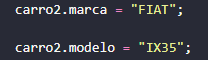 carro2.marca = "FIAT";
carro2.modelo = "IX35";